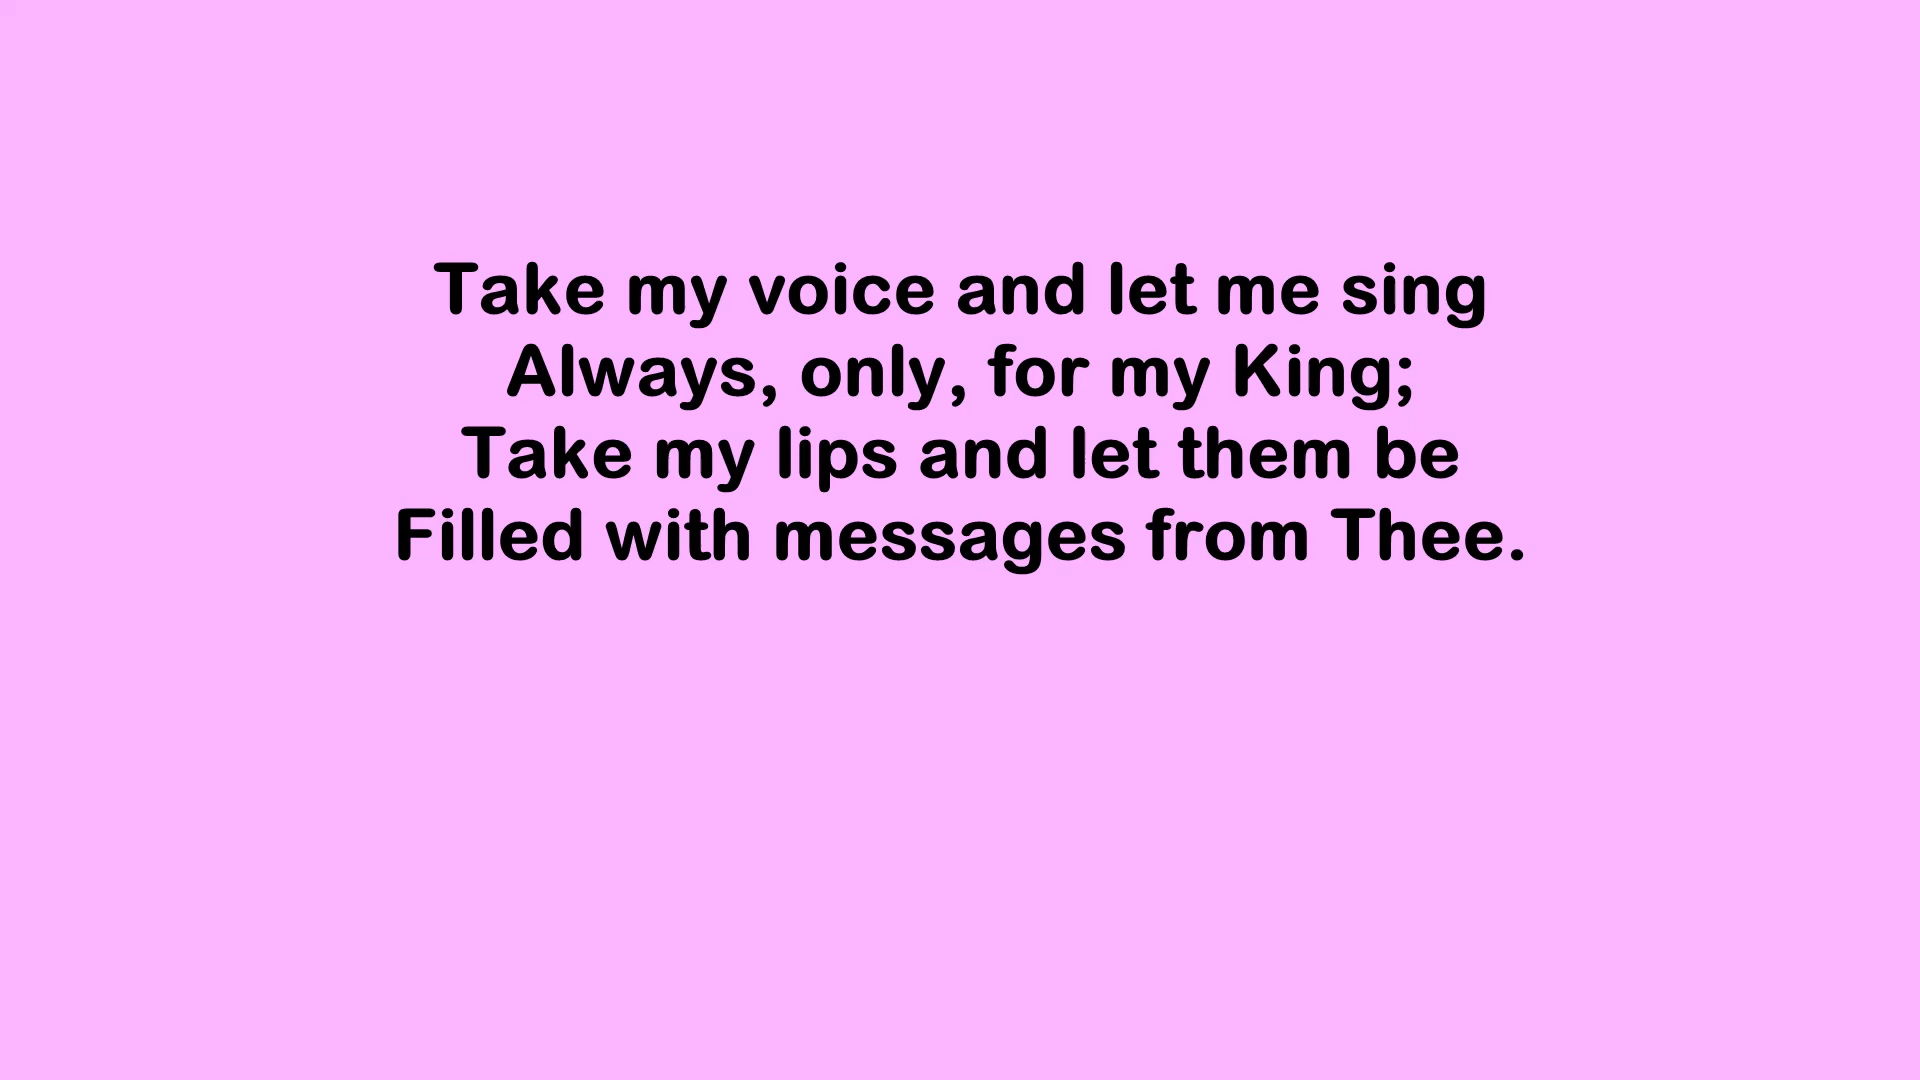 Take my voice and let me sing
Always, only, for my King;
Take my lips and let them be
Filled with messages from Thee.